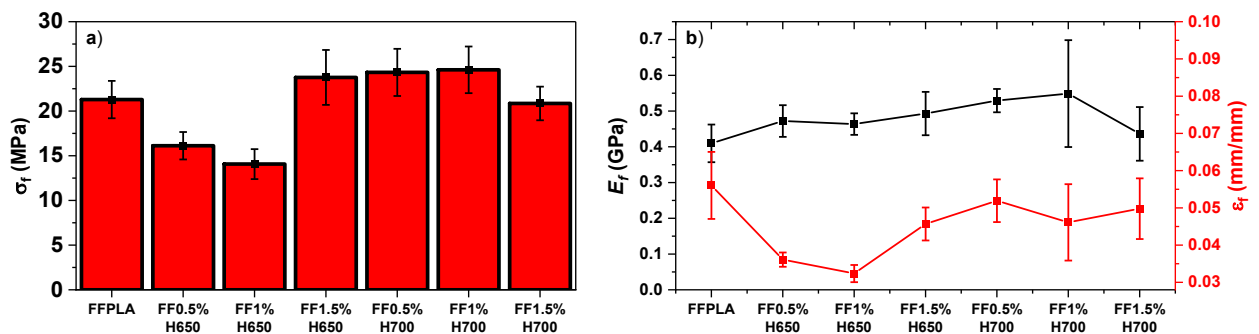 a)
σf (MPa)
30
25
20
15
10
5
0
FFPLA
FF0.5%
H650
FF1%
H650
FF1.5%
H650
FF0.5%
H700
FF1%
H700
FF1.5%
H700
b)
Ef (GPa)
0.7
0.6
0.5
0.4
0.3
0.2
0.1
0.0
FFPLA
FF0.5%
H650
FF1%
H650
FF1.5%
H650
FF0.5%
H700
FF1%
H700
FF1.5%
H700
0.10
0.09
0.08
0.07
0.06
0.05
0.04
0.03
εf (mm/mm)